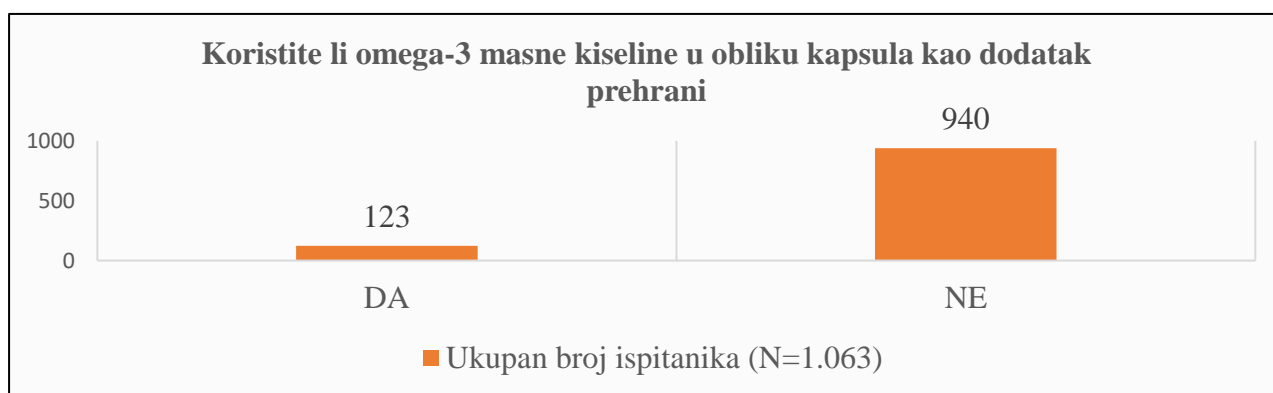 Koristite li omega-3 masne kiseline u obliku kapsula kao dodatak
prehrani
1000
500
0
123
940
DA
NE
Ukupan broj ispitanika (N=1.063)